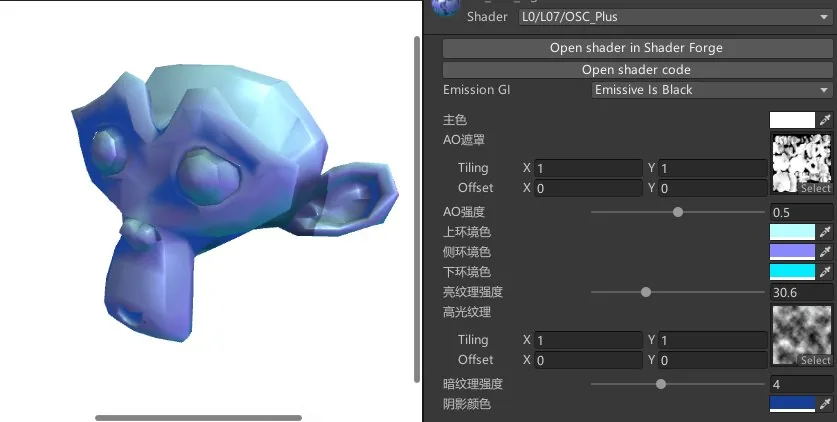 Shader L0/L07/OSC_Plus
Open shader in Shader Forge
Open shader code
Emission GI Emissive Is Black
主色
AO遮罩
Tiling X 1 Y 1
Offset X 0 Y 0
Select
AO强度 0.5
上环境色
侧环境色
下环境色
亮纹理强度 30.6
高光纹理
Tiling X 1 Y 1
Offset X 0 Y 0
Select
暗纹理强度 4
阴影颜色